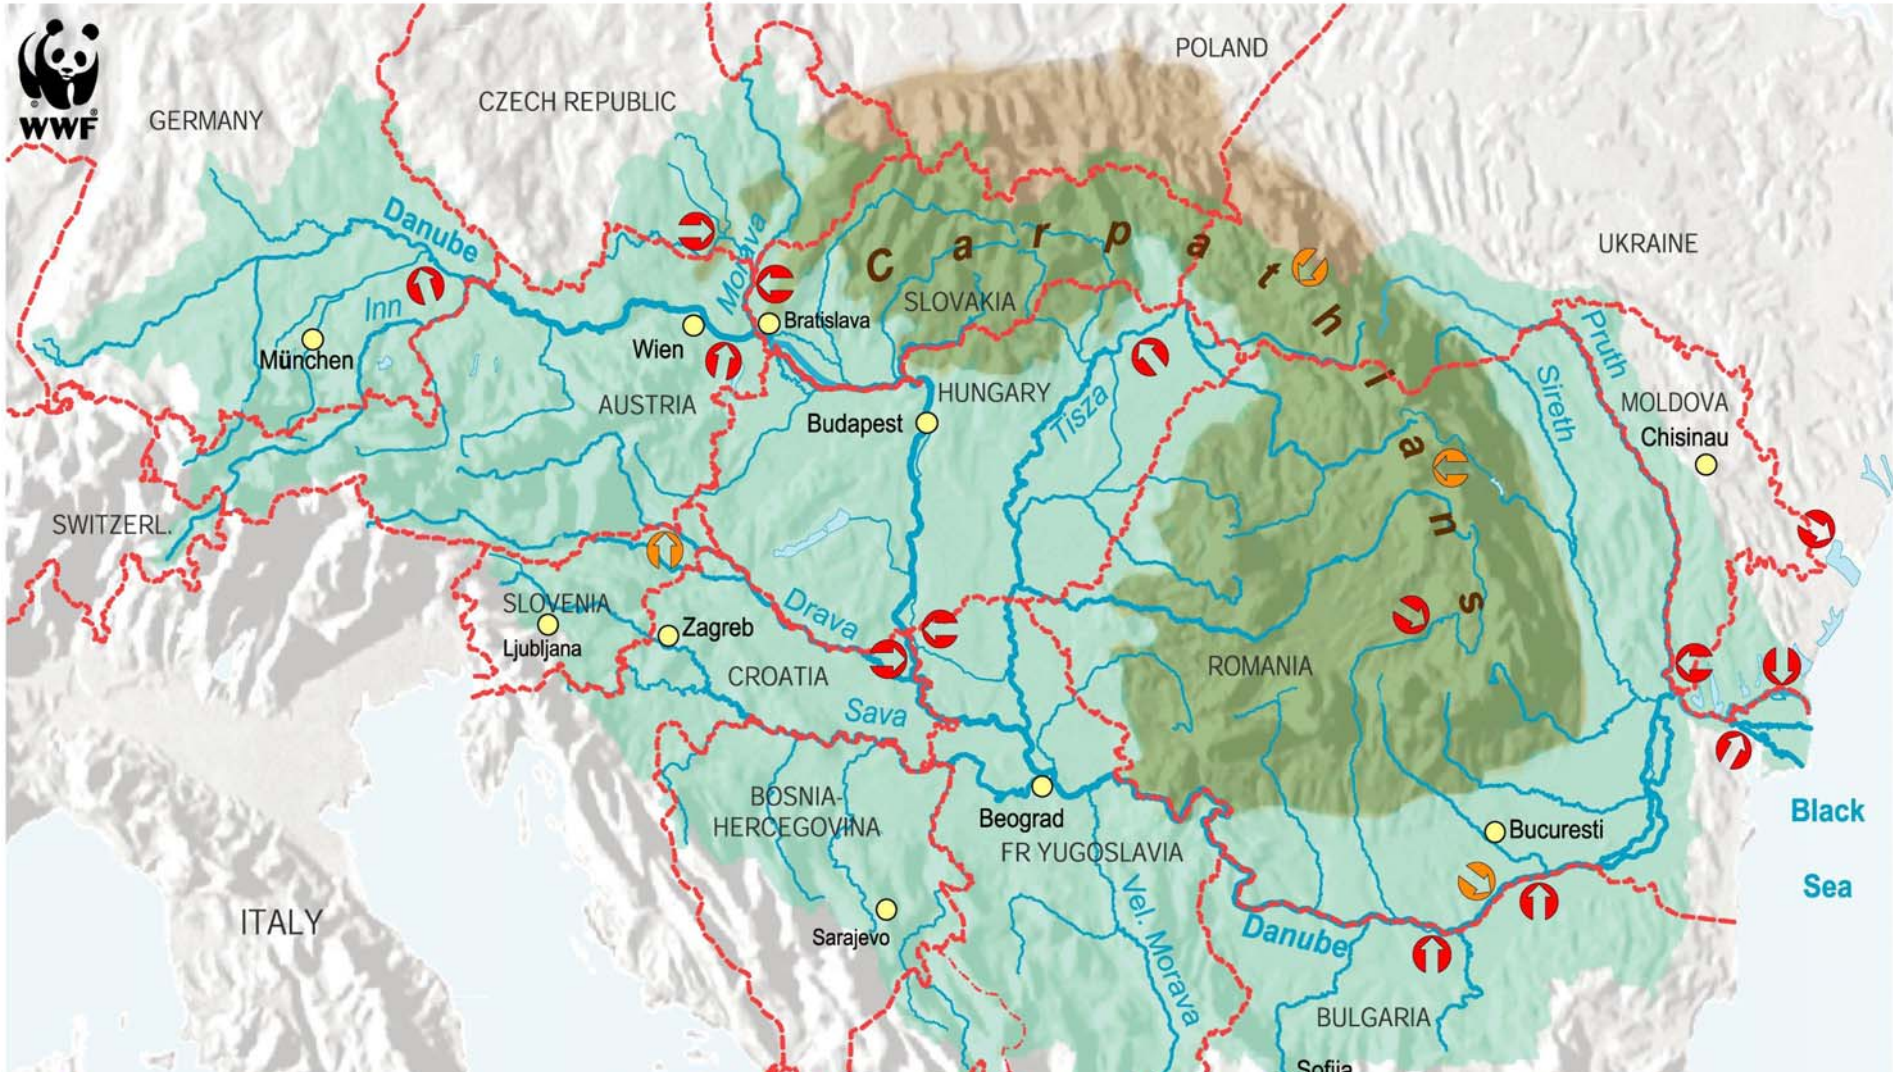 WWF
POLAND
CZECH REPUBLIC
GERMANY
UKRAINE
Danube
Morava
Carpathians
Inn
SLOVAKIA
Bratislava
Wien
München
Pruth
Sireth
HUNGARY
AUSTRIA
Tisza
MOLDOVA
Chisinau
Budapest
SWITZERL.
SLOVENIA
Ljubljana
Zagreb
Drava
CROATIA
ROMANIA
Sava
BOSNIA-
HERCEGOVINA
Beograd
FR YUGOSLAVIA
Bucuresti
Black
Sea
ITALY
Sarajevo
Vel. Morava
Danube
BULGARIA
Sofija